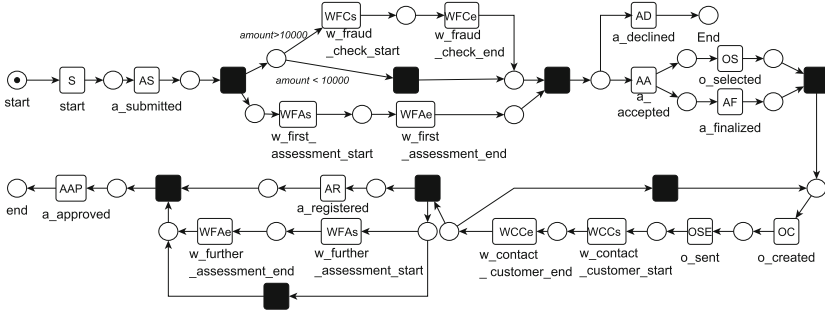 WFCs
WFCe
AD
amount>10000
w_fraud
_check_start
w_fraud
_check_end
a_declined
End
S
AS
amount < 10000
AA
OS
start
start
a_submitted
o_selected
a_
accepted
AF
WFAs
WFAe
a_finalized
w_first_
assessment_start
w_first
_assessment_end
AAP
AR
end
a_approved
a_registered
WFAe
WFAs
WCCe
WCCs
OSE
OC
w_further
_assessment_end
w_further
_assessment_start
w_contact
_ customer_end
w_contact
_customer_start
o_sent
o_created